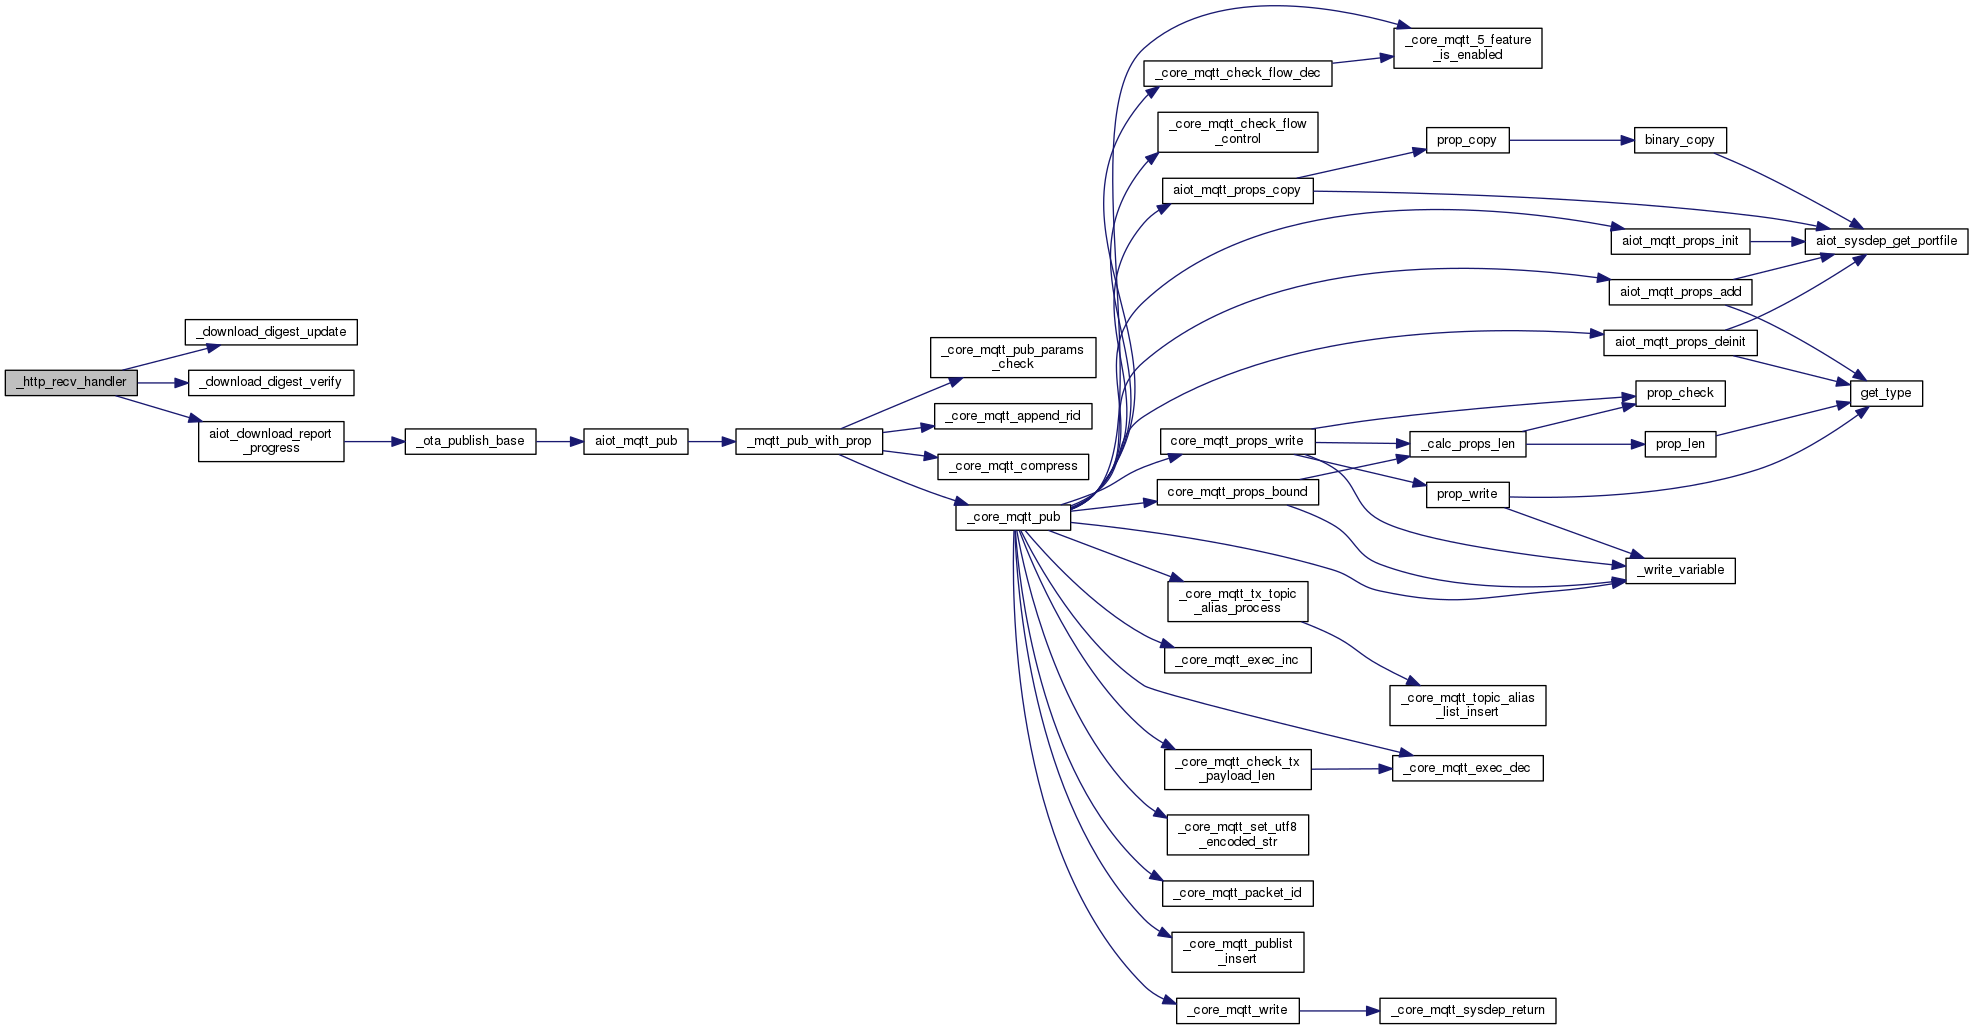 _core_mqtt_5_feature
_is_enabled
_core_mqtt_check_flow_dec
_core_mqtt_check_flow
_control
prop_copy
binary_copy
aiot_mqtt_props_copy
aiot_mqtt_props_init
aiot_sysdep_get_portfile
aiot_mqtt_props_add
_download_digest_update
aiot_mqtt_props_deinit
_core_mqtt_pub_params
_check
_http_recv_handler
_download_digest_verify
prop_check
get_type
_core_mqtt_append_rid
aiot_download_report
_progress
_ota_publish_base
aiot_mqtt_pub
_mqtt_pub_with_prop
core_mqtt_props_write
_calc_props_len
prop_len
_core_mqtt_compress
core_mqtt_props_bound
prop_write
_core_mqtt_pub
_write_variable
_core_mqtt_tx_topic
_alias_process
_core_mqtt_exec_inc
_core_mqtt_topic_alias
_list_insert
_core_mqtt_check_tx
_payload_len
_core_mqtt_exec_dec
_core_mqtt_set_utf8
_encoded_str
_core_mqtt_packet_id
_core_mqtt_publist
_insert
_core_mqtt_write
_core_mqtt_sysdep_return